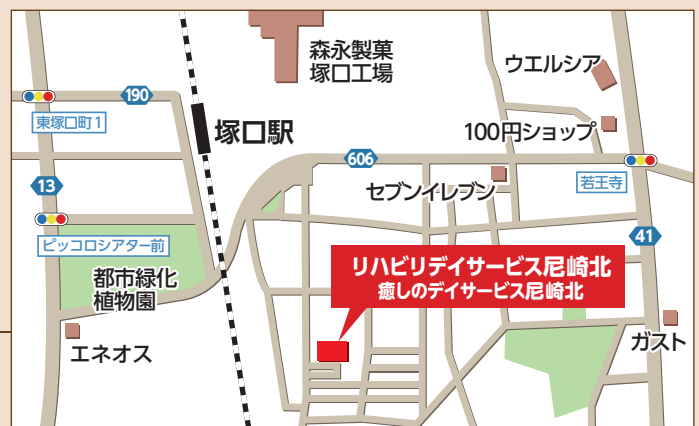 森永製菓
塚口工場
ウエルシア
190
東塚口町1
塚口駅
100円ショップ
606
13
セブンイレブン
若王寺
ピッコロシアター前
41
都市緑化
植物園
リハビリデイサービス尼崎北
癒しのデイサービス尼崎北
エネオス
ガスト